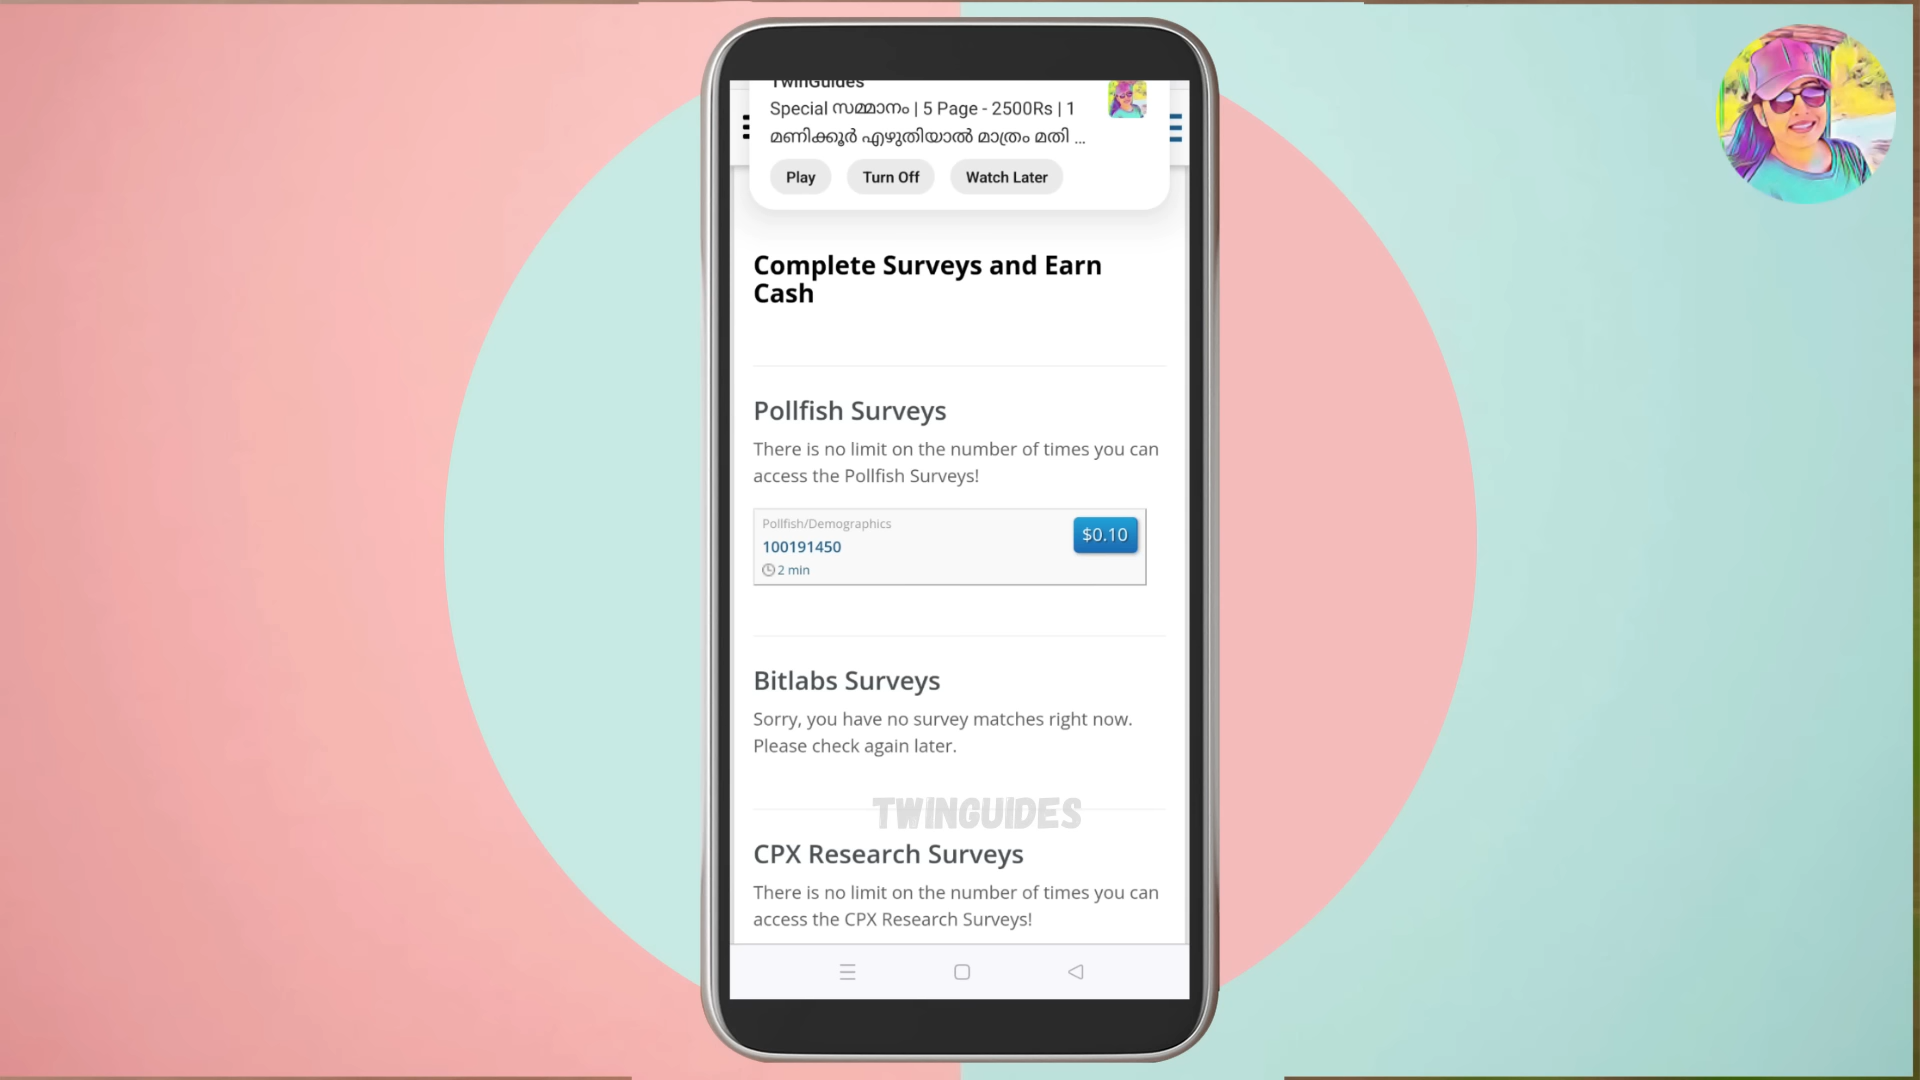 TwinGuides
Special സമ്മാനം | 5 Page - 2500Rs | 1
മണിക്കൂർ എഴുതിയാൽ മാത്രം മതി ...
Play
Turn Off
Watch Later
Complete Surveys and Earn
Cash
Pollfish Surveys
There is no limit on the number of times you can
access the Pollfish Surveys!
Pollfish/Demographics
100191450
$0.10
2 min
Bitlabs Surveys
Sorry, you have no survey matches right now.
Please check again later.
TWINGUIDES
CPX Research Surveys
There is no limit on the number of times you can
access the CPX Research Surveys!